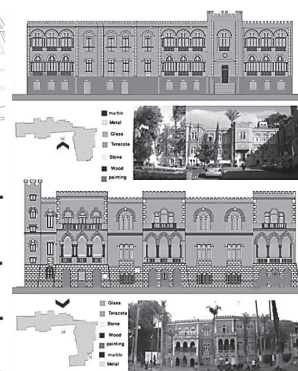 marble
Metal
Glass
Teracota
Stone
Wood
painting
Glass
Teracota
Stone
Wood
painting
marble
Metal